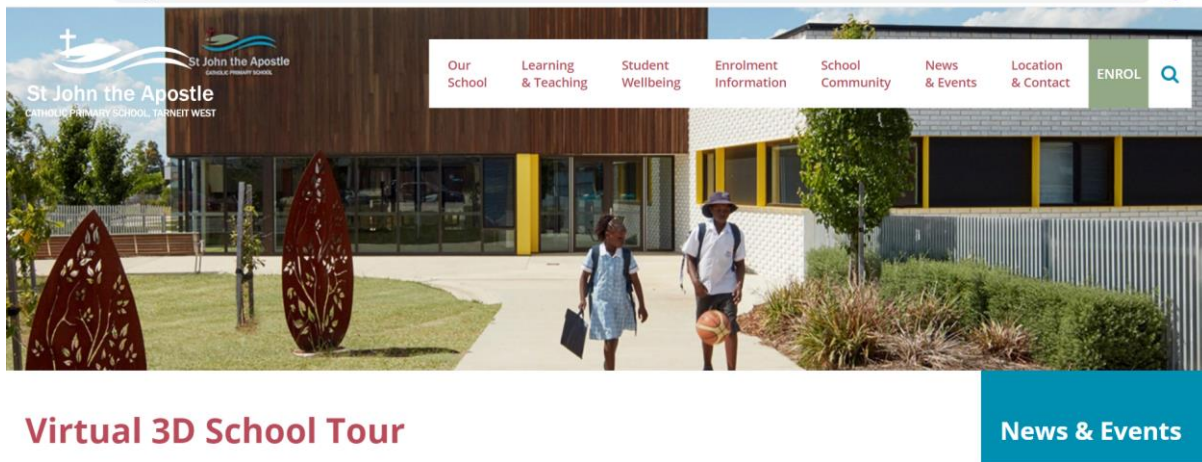 St John the Apostle
CATHOLIC PRIMARY SCHOOL
St John the Apostle
CATHOLIC PRIMARY SCHOOL, TARNEIT WEST
Our
School
Learning
& Teaching
Student
Wellbeing
Enrolment
Information
School
Community
News
& Events
Location
& Contact
ENROL
Virtual 3D School Tour
News & Events